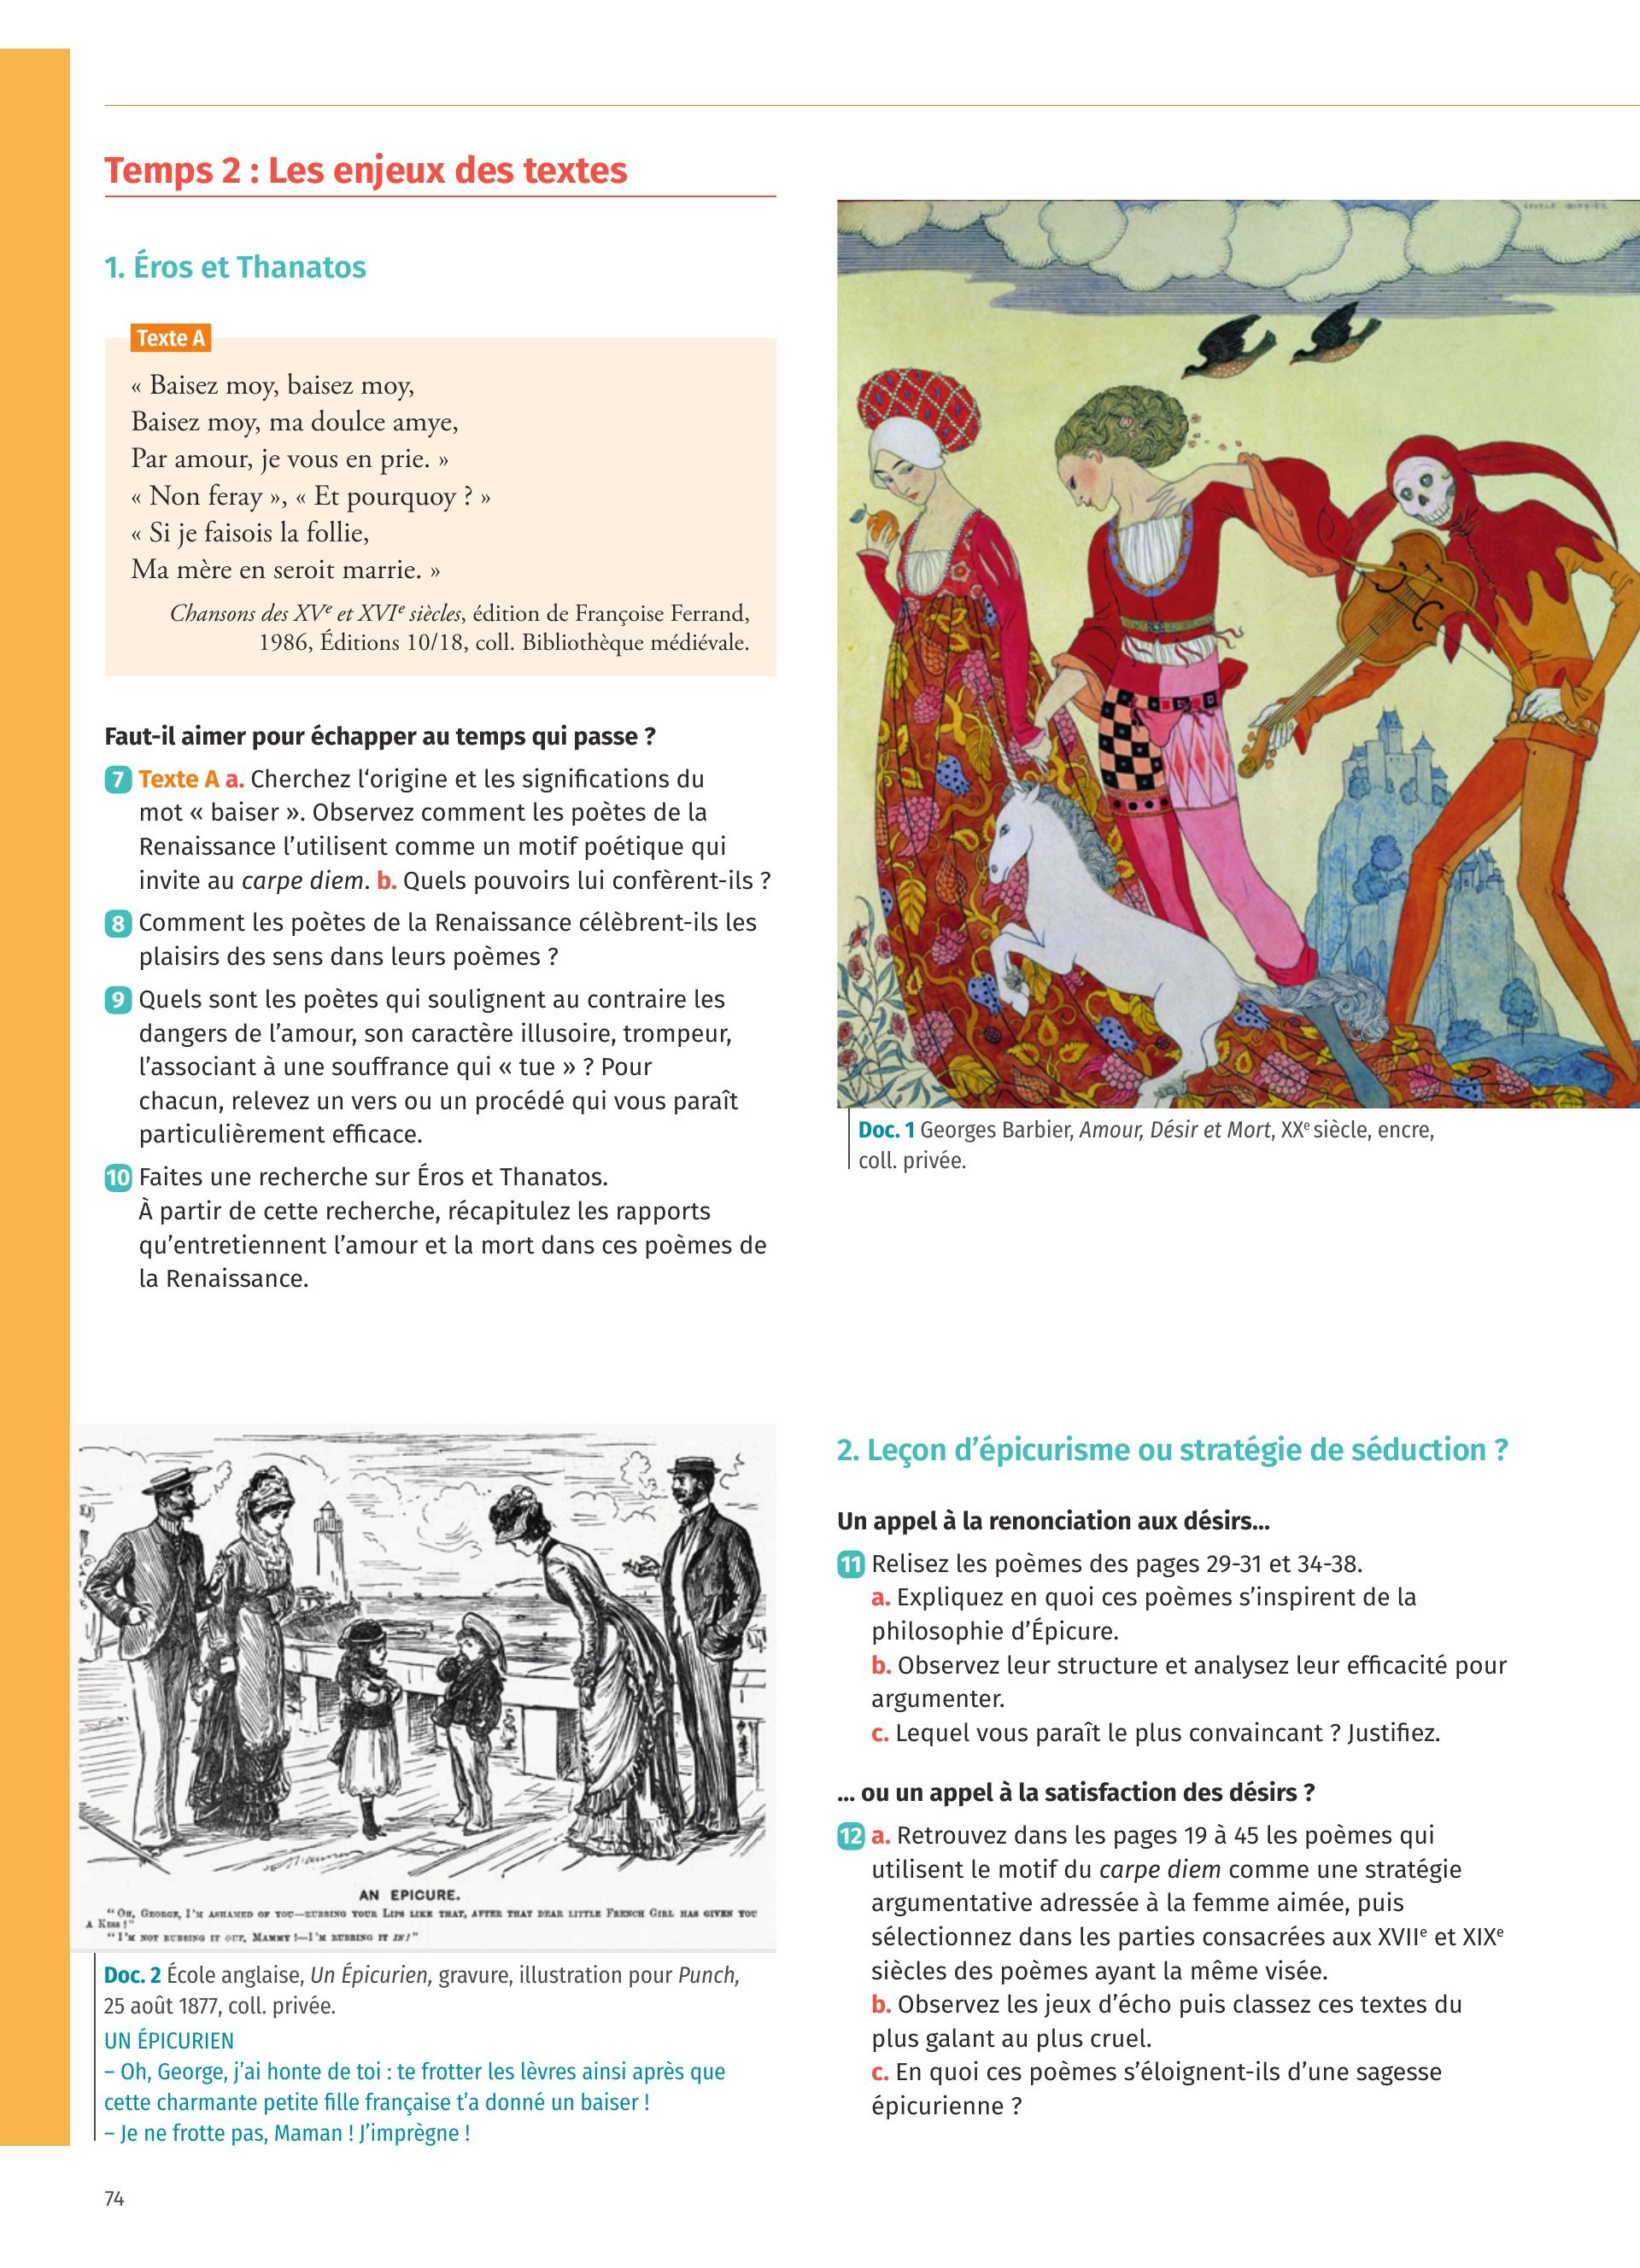 Temps 2 : Les enjeux des textes
1. Éros et Thanatos
Texte A
« Baisez moy, baisez moy,
Baisez moy, ma doulce amye,
Par amour, je vous en prie. »
« Non feray », « Et pourquoy ? »
« Si je faisois la follie,
Ma mère en seroit marrie. »
Chansons des XVe et XVIe siècles, édition de Françoise Ferrand,
1986, Éditions 10/18, coll. Bibliothèque médiévale.
Faut-il aimer pour échapper au temps qui passe ?
7 Texte A a. Cherchez l‘origine et les significations du
mot « baiser ». Observez comment les poètes de la
Renaissance l’utilisent comme un motif poétique qui
invite au carpe diem. b. Quels pouvoirs lui confèrent-ils ?
8 Comment les poètes de la Renaissance célèbrent-ils les
plaisirs des sens dans leurs poèmes ?
9 Quels sont les poètes qui soulignent au contraire les
dangers de l’amour, son caractère illusoire, trompeur,
l’associant à une souffrance qui « tue » ? Pour
chacun, relevez un vers ou un procédé qui vous paraît
particulièrement efficace.
10 Faites une recherche sur Éros et Thanatos.
À partir de cette recherche, récapitulez les rapports
qu’entretiennent l’amour et la mort dans ces poèmes de
la Renaissance.
GEORGE BARBIER
Doc. 1 Georges Barbier, Amour, Désir et Mort, XXe siècle, encre,
coll. privée.
AN EPICURE.
"Oh, George, I'm ashamed of you—rubbing your Lips like that, after that dear little French Girl has given you
a Kiss!"
"I'm not rubbing it out, Mammy!—I'm rubbing it in!"
Doc. 2 École anglaise, Un Épicurien, gravure, illustration pour Punch,
25 août 1877, coll. privée.
UN ÉPICURIEN
– Oh, George, j’ai honte de toi : te frotter les lèvres ainsi après que
cette charmante petite fille française t’a donné un baiser !
– Je ne frotte pas, Maman ! J’imprègne !
2. Leçon d’épicurisme ou stratégie de séduction ?
Un appel à la renonciation aux désirs...
11 Relisez les poèmes des pages 29-31 et 34-38.
a. Expliquez en quoi ces poèmes s’inspirent de la
philosophie d’Épicure.
b. Observez leur structure et analysez leur efficacité pour
argumenter.
c. Lequel vous paraît le plus convaincant ? Justifiez.
... ou un appel à la satisfaction des désirs ?
12 a. Retrouvez dans les pages 19 à 45 les poèmes qui
utilisent le motif du carpe diem comme une stratégie
argumentative adressée à la femme aimée, puis
sélectionnez dans les parties consacrées aux XVIIe et XIXe
siècles des poèmes ayant la même visée.
b. Observez les jeux d’écho puis classez ces textes du
plus galant au plus cruel.
c. En quoi ces poèmes s’éloignent-ils d’une sagesse
épicurienne ?
74